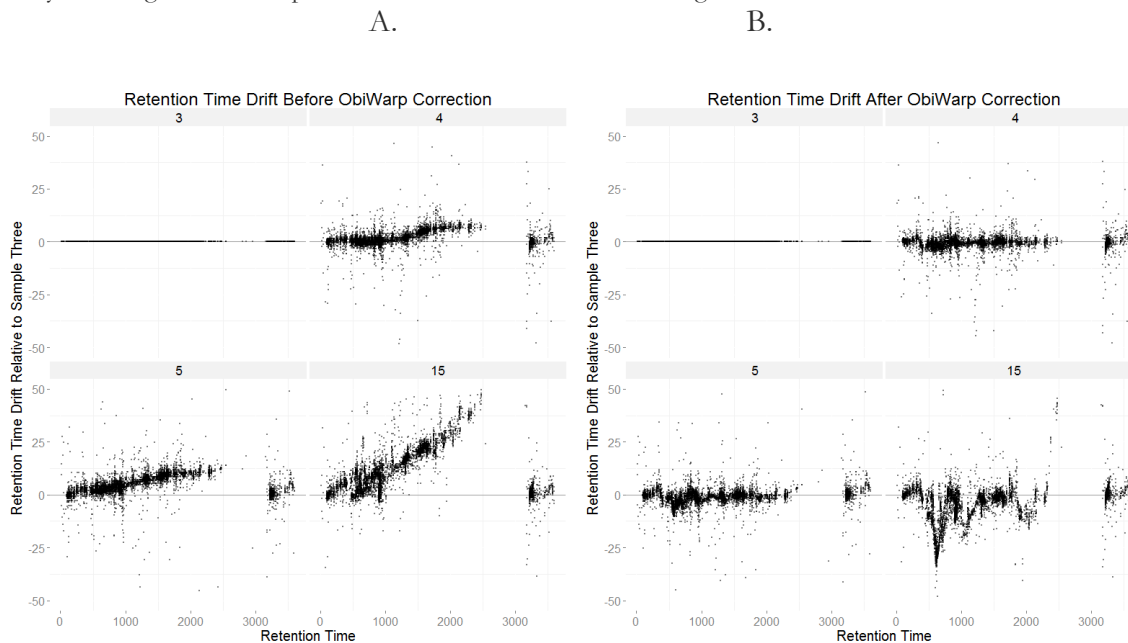 A. B.
Retention Time Drift Before ObiWarp Correction
3 4
50
25
0
-25
-50
5 15
50
25
0
-25
-50
0 1000 2000 3000 0 1000 2000 3000
Retention Time
Retention Time Drift Relative to Sample Three
Retention Time Drift After ObiWarp Correction
3 4
50
25
0
-25
-50
5 15
50
25
0
-25
-50
0 1000 2000 3000 0 1000 2000 3000
Retention Time
Retention Time Drift Relative to Sample Three